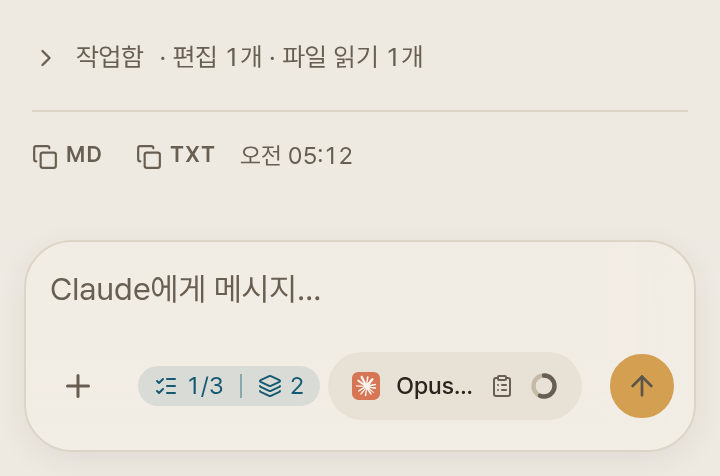 작업함 · 편집 1개 · 파일 읽기 1개
MD TXT 오전 05:12
Claude에게 메시지...
1/3 2 Opus...